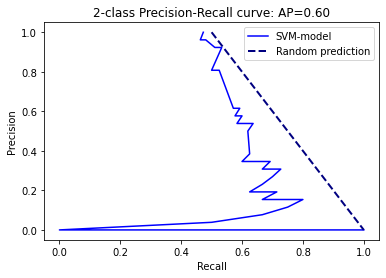 2-class Precision-Recall curve: AP=0.60
SVM-model
Random prediction
1.0
0.8
0.6
0.4
0.2
0.0
Precision
0.0 0.2 0.4 0.6 0.8 1.0
Recall